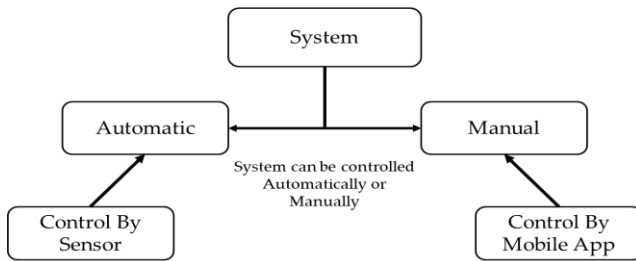 System
Automatic
Manual
System can be controlled
Automatically or
Manually
Control By
Sensor
Control By
Mobile App